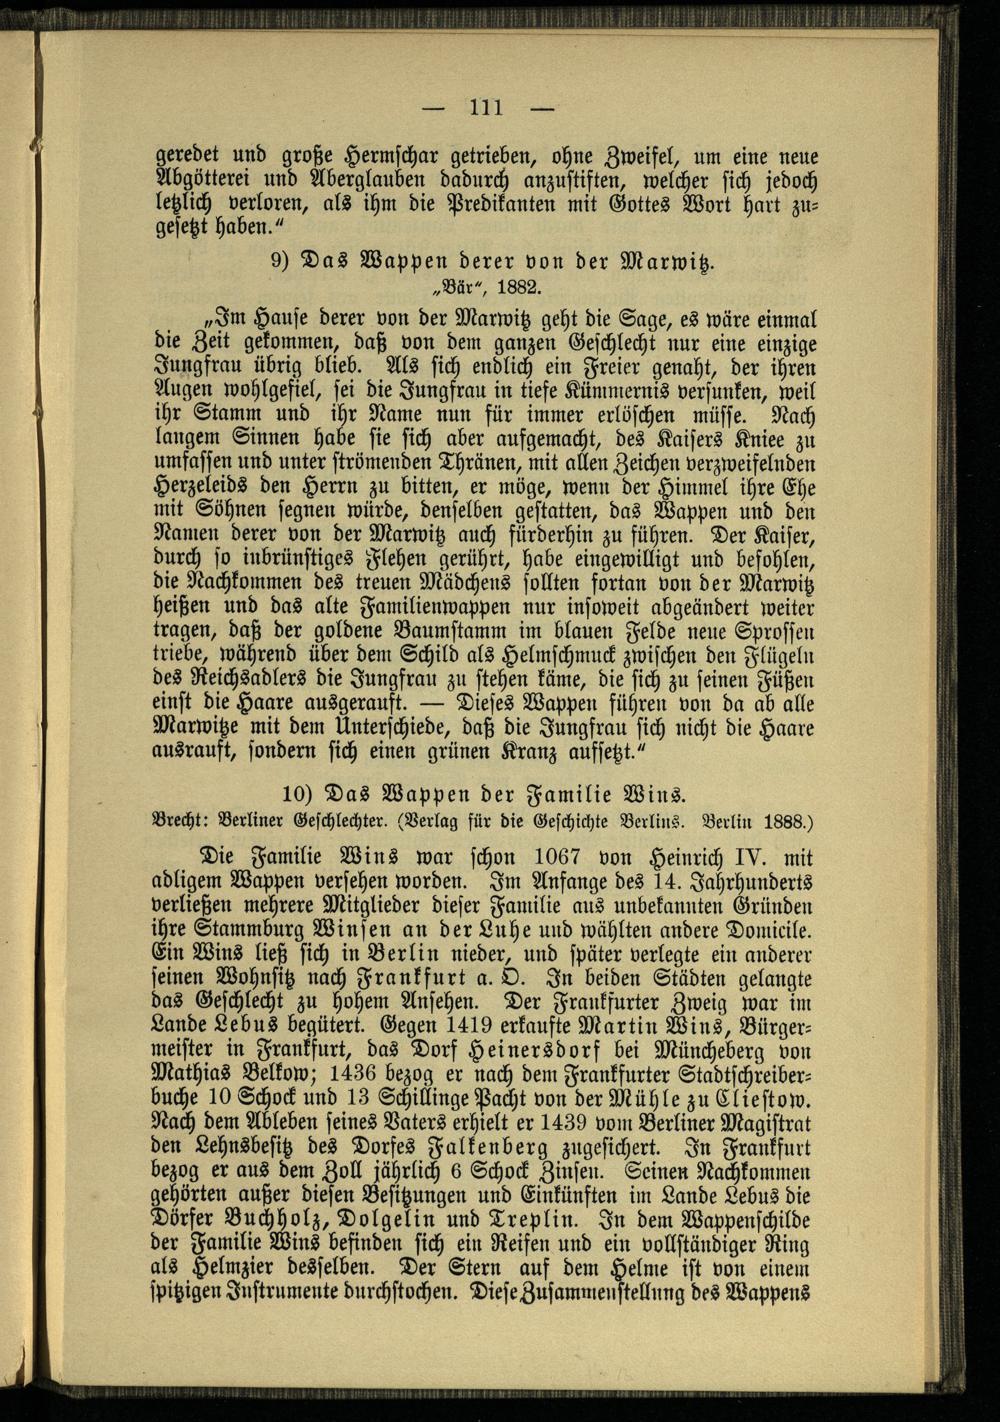 — 111 —
geredet und große Hermschar getrieben, ohne Zweifel, um eine neue
Abgötterei und Aberglauben dadurch anzustiften, welcher sich jedoch
letzlich verloren, als ihm die Predikanten mit Gottes Wort hart zu-
gesetzt haben.“
9) Das Wappen derer von der Marwitz.
„Bär“, 1882.
„Im Hause derer von der Marwitz geht die Sage, es wäre einmal
die Zeit gekommen, daß von dem ganzen Geschlecht nur eine einzige
Jungfrau übrig blieb. Als sich endlich ein Freier genaht, der ihren
Augen wohlgefiel, sei die Jungfrau in tiefe Kümmernis versunken, weil
ihr Stamm und ihr Name nun für immer erlöschen müsse. Nach
langem Sinnen habe sie sich aber aufgemacht, des Kaisers Kniee zu
umfassen und unter strömenden Thränen, mit allen Zeichen verzweifelnden
Herzeleids den Herrn zu bitten, er möge, wenn der Himmel ihre Ehe
mit Söhnen segnen würde, denselben gestatten, das Wappen und den
Namen derer von der Marwitz auch fürderhin zu führen. Der Kaiser,
durch so inbrünstiges Flehen gerührt, habe eingewilligt und befohlen,
die Nachkommen des treuen Mädchens sollten fortan von der Marwitz
heißen und das alte Familienwappen nur insoweit abgeändert weiter
tragen, daß der goldene Baumstamm im blauen Felde neue Sprossen
triebe, während über dem Schild als Helmschmuck zwischen den Flügeln
des Reichsadlers die Jungfrau zu stehen käme, die sich zu seinen Füßen
einst die Haare ausgerauft. — Dieses Wappen führen von da ab alle
Marwitze mit dem Unterschiede, daß die Jungfrau sich nicht die Haare
ausrauft, sondern sich einen grünen Kranz aufsetzt.“
10) Das Wappen der Familie Wins.
Brecht: Berliner Geschlechter. (Verlag für die Geschichte Berlins. Berlin 1888.)
Die Familie Wins war schon 1067 von Heinrich IV. mit
adligem Wappen versehen worden. Im Anfange des 14. Jahrhunderts
verließen mehrere Mitglieder dieser Familie aus unbekannten Gründen
ihre Stammburg Winsen an der Luhe und wählten andere Domicile.
Ein Wins ließ sich in Berlin nieder, und später verlegte ein anderer
seinen Wohnsitz nach Frankfurt a. O. In beiden Städten gelangte
das Geschlecht zu hohem Ansehen. Der Frankfurter Zweig war im
Lande Lebus begütert. Gegen 1419 erkaufte Martin Wins, Bürger-
meister in Frankfurt, das Dorf Heinersdorf bei Müncheberg von
Mathias Belkow; 1436 bezog er nach dem Frankfurter Stadtschreiber-
buche 10 Schock und 13 Schillinge Pacht von der Mühle zu Cliestow.
Nach dem Ableben seines Vaters erhielt er 1439 vom Berliner Magistrat
den Lehnsbesitz des Dorfes Falkenberg zugesichert. In Frankfurt
bezog er aus dem Zoll jährlich 6 Schock Zinsen. Seinen Nachkommen
gehörten außer diesen Besitzungen und Einkünften im Lande Lebus die
Dörfer Buchholz, Dolgelin und Treplin. In dem Wappenschilde
der Familie Wins befinden sich ein Reifen und ein vollständiger Ring
als Helmzier desselben. Der Stern auf dem Helme ist von einem
spitzigen Instrumente durchstochen. Diese Zusammenstellung des Wappens